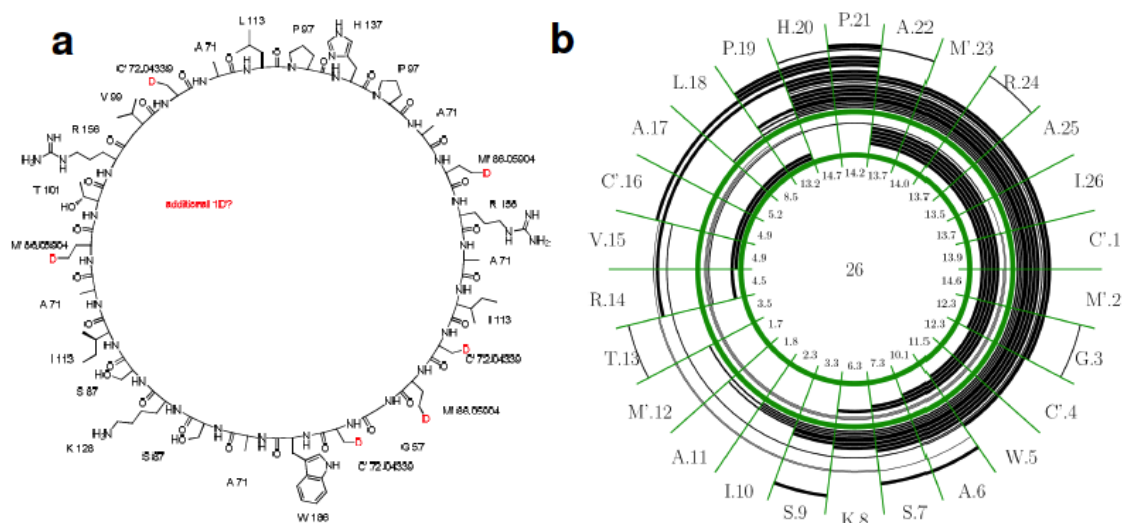 a
L 113
P 97
H 137
A 71
P 97
C' 72.04339
V 99
A 71
R 156
M' 86.05904
T 101
additional 1D?
R 156
M' 86.05904
A 71
A 71
I 113
I 113
C' 72.04339
S 87
M' 86.05904
K 128
G 57
S 87
C' 72.04339
A 71
W 186
b
P.21
H.20
A.22
P.19
M'.23
L.18
R.24
A.17
A.25
C'.16
I.26
V.15
C'.1
R.14
M'.2
T.13
G.3
M'.12
C'.4
A.11
W.5
I.10
A.6
S.9
S.7
K.8
14.2
14.7
13.7
13.2
14.0
8.5
13.7
5.2
13.5
4.9
13.7
4.9
13.9
26
4.5
14.6
3.5
12.3
1.7
12.3
1.8
11.5
2.3
10.1
3.3
7.3
6.3